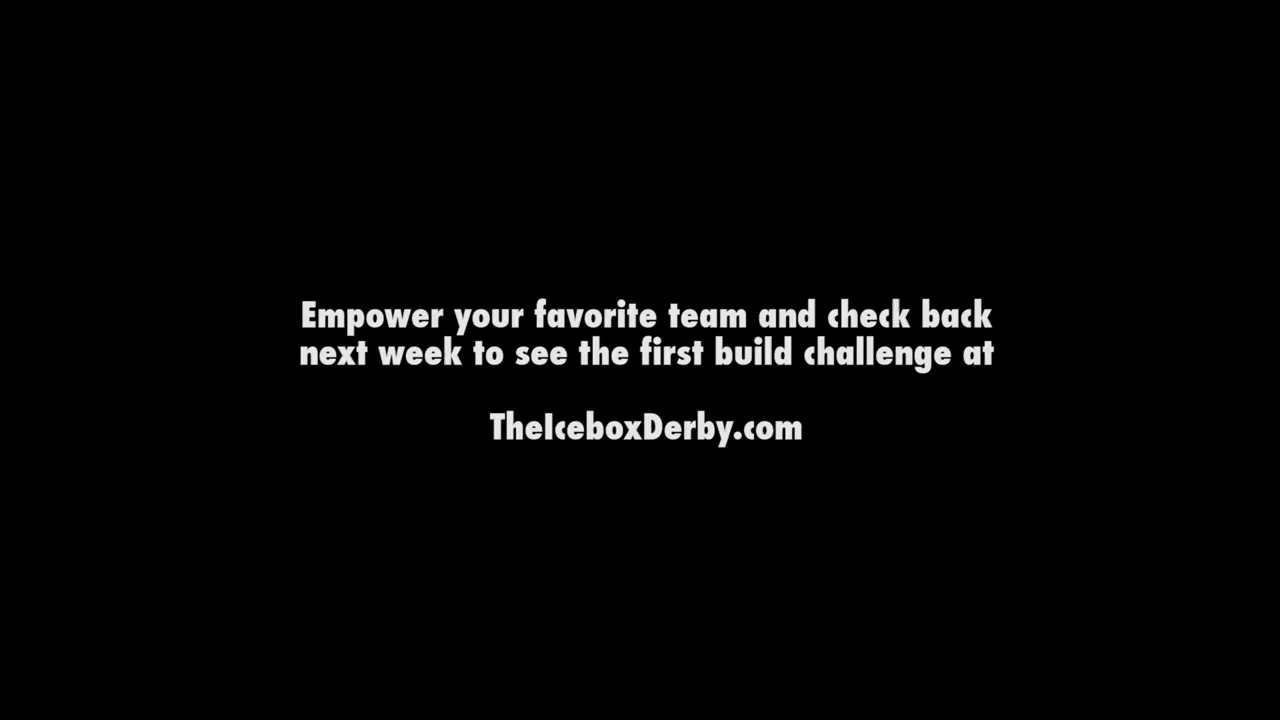 Empower your favorite team and check back
next week to see the first build challenge at
TheIceboxDerby.com